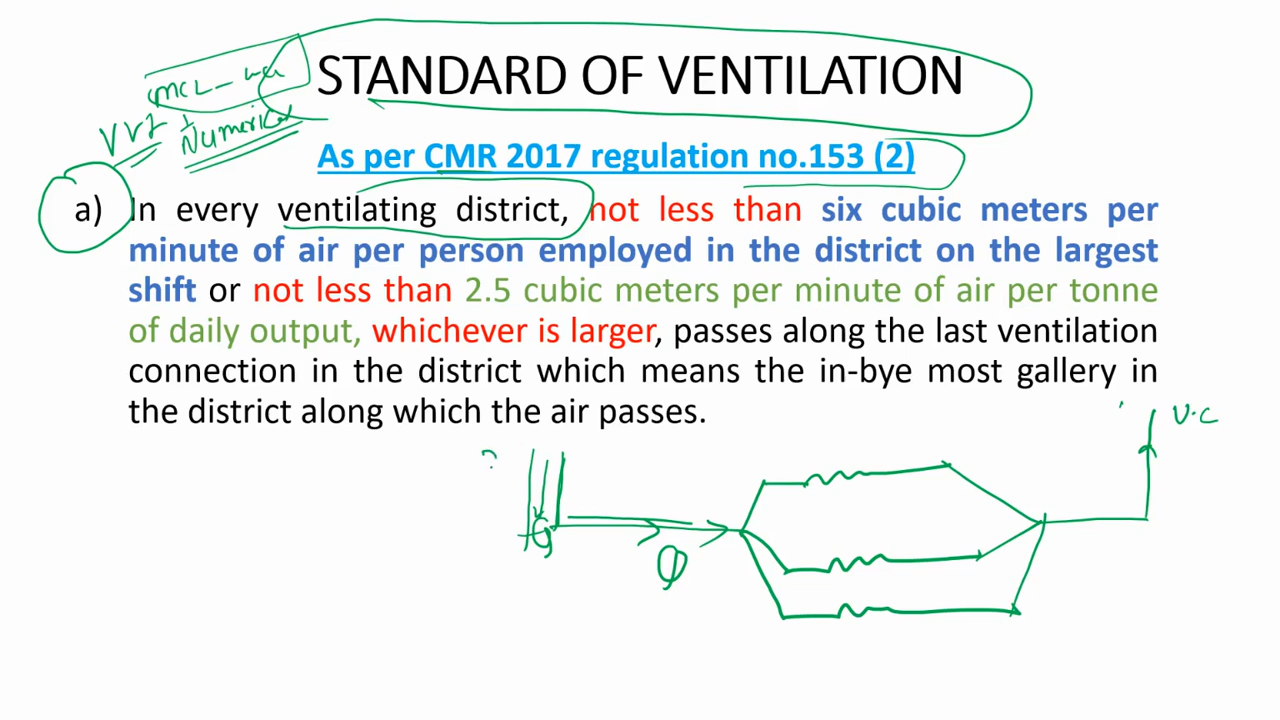 STANDARD OF VENTILATION
MCL
VVI
Numerical
As per CMR 2017 regulation no.153 (2)
a) In every ventilating district, not less than six cubic meters per
minute of air per person employed in the district on the largest
shift or not less than 2.5 cubic meters per minute of air per tonne
of daily output, whichever is larger, passes along the last ventilation
connection in the district which means the in-bye most gallery in
the district along which the air passes.
U.C
Q